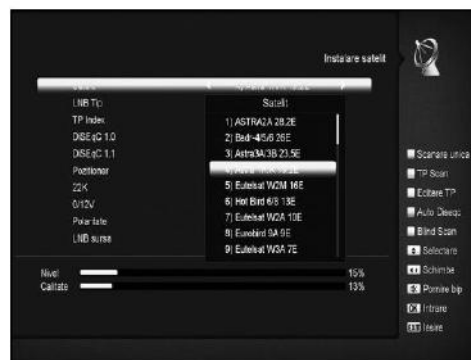 Instalare satelit
LNB Tip
TP Index
DiSEqC 1.0
DiSEqC 1.1
Pozitioner
22K
0/12V
Polaritate
LNB sursa
Satelit
1) ASTRA2A 28,2E
2) Badr-4/5/6 26E
3) Astra3A/3B 23,5E
5) Eutelsat W2M 16E
6) Hot Bird 6/8 13E
7) Eutelsat W2A 10E
8) Eurobird 9A 9E
9) Eutelsat W3A 7E
Scanare unica
TP Scan
Editare TP
Auto Diseqc
Blind Scan
Selectare
Schimbe
Pornire bip
OK Intrare
Iesire
Nivel 15%
Calitate 13%